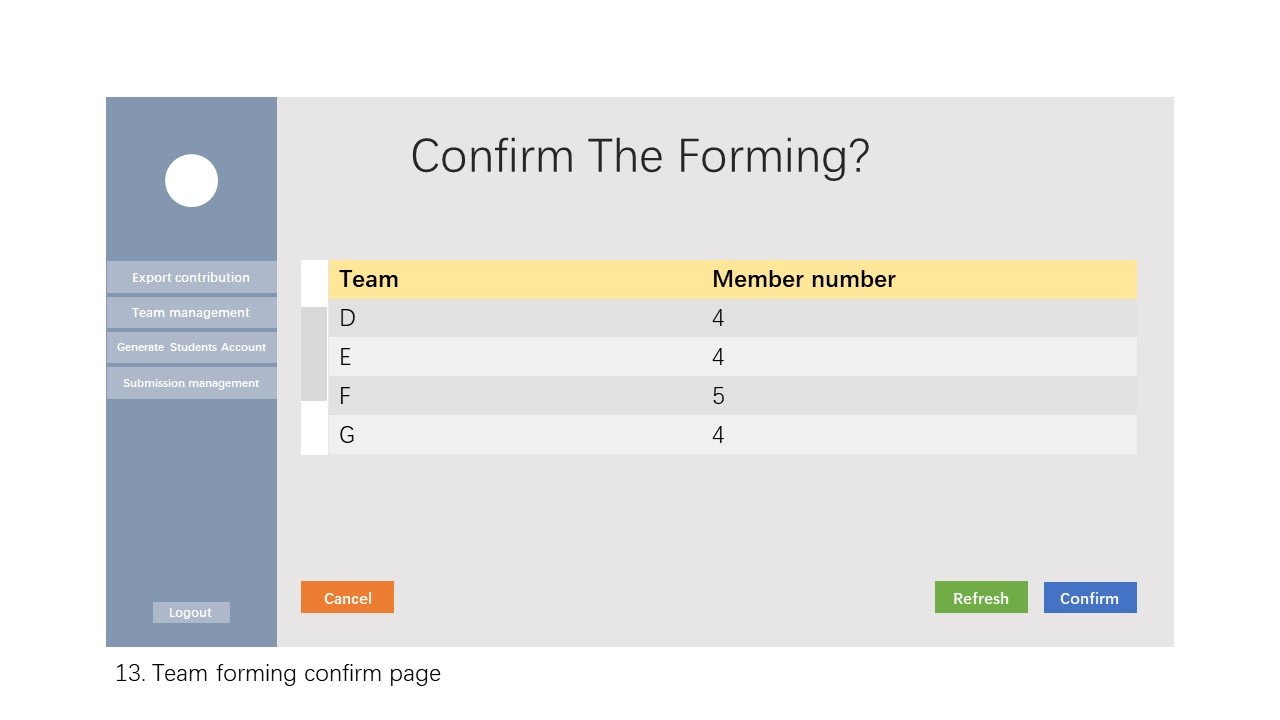 Confirm The Forming?
Export contribution
Team management
Generate Students Account
Submission management
Logout
Team Member number
D 4
E 4
F 5
G 4
Cancel Refresh Confirm
13. Team forming confirm page